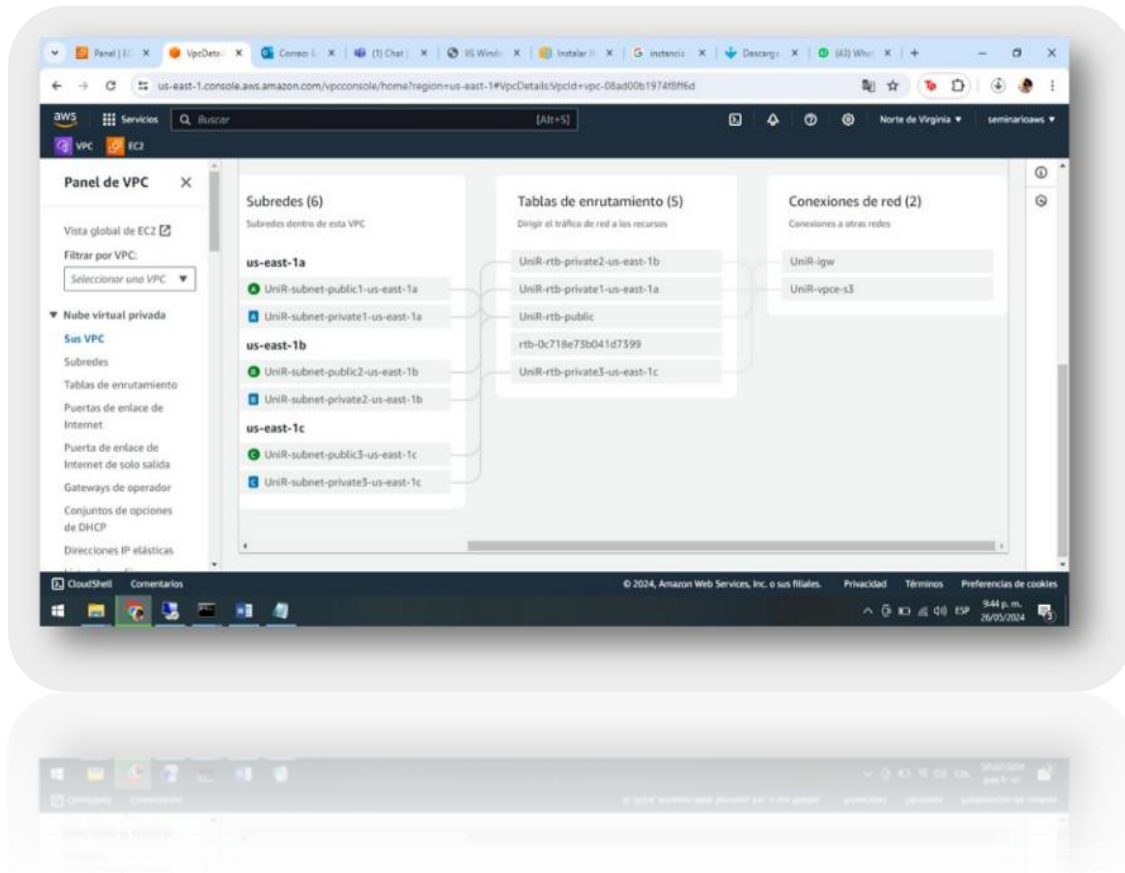 Panel | EC
VpcDetai
Correo:
(1) Chat |
Instalar
instancia
Descarga
us-east-1.console.aws.amazon.com/vpcconsole/home?region=us-east-1#VpcDetails:VpcId=vpc-08ad00b1974f8ff6d
aws Servicios Buscar [Alt+S] Norte de Virginia seminarioaws
VPC EC2
Panel de VPC
Vista global de EC2
Filtrar por VPC:
Seleccionar una VPC
Nube virtual privada
Sus VPC
Subredes
Tablas de enrutamiento
Puertas de enlace de
Internet
Puerta de enlace de
Internet de solo salida
Gateways de operador
Conjuntos de opciones
de DHCP
Direcciones IP elásticas
Subredes (6)
Subredes dentro de esta VPC
us-east-1a
A UniR-subnet-public1-us-east-1a
A UniR-subnet-private1-us-east-1a
us-east-1b
B UniR-subnet-public2-us-east-1b
B UniR-subnet-private2-us-east-1b
us-east-1c
C UniR-subnet-public3-us-east-1c
C UniR-subnet-private3-us-east-1c
Tablas de enrutamiento (5)
Dirigir el tráfico de red a los recursos
UniR-rtb-private2-us-east-1b
UniR-rtb-private1-us-east-1a
UniR-rtb-public
rtb-0c718e73b041d7399
UniR-rtb-private3-us-east-1c
Conexiones de red (2)
Conexiones a otras redes
UniR-igw
UniR-vpce-s3
CloudShell Comentarios © 2024, Amazon Web Services, Inc. o sus filiales. Privacidad Términos Preferencias de cookies
ESP 9:44 p. m.
26/05/2024